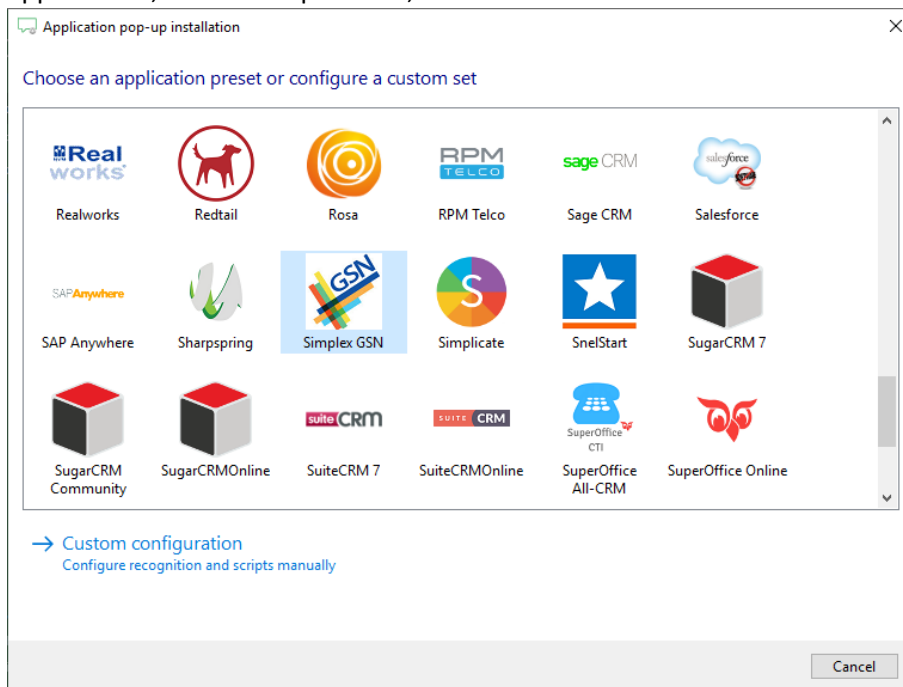 Application pop-up installation
Choose an application preset or configure a custom set
Real
works
RPM
TELCO
sage CRM
salesforce
Realworks
Redtail
Rosa
RPM Telco
Sage CRM
Salesforce
SAP Anywhere
GSN
S
SAP Anywhere
Sharpspring
Simplex GSN
Simplicate
SnelStart
SugarCRM 7
suite CRM
SUITE CRM
SuperOffice
CTI
SugarCRM
Community
SugarCRMOnline
SuiteCRM 7
SuiteCRMOnline
SuperOffice
All-CRM
SuperOffice Online
Custom configuration
Configure recognition and scripts manually
Cancel